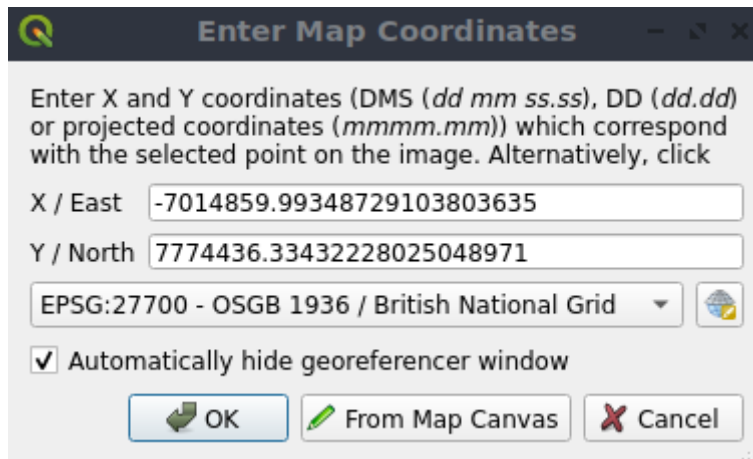 Enter Map Coordinates
Enter X and Y coordinates (DMS (dd mm ss.ss), DD (dd.dd)
or projected coordinates (mmmm.mm)) which correspond
with the selected point on the image. Alternatively, click
X / East -7014859.99348729103803635
Y / North 7774436.33432228025048971
EPSG:27700 - OSGB 1936 / British National Grid
Automatically hide georeferencer window
OK From Map Canvas Cancel